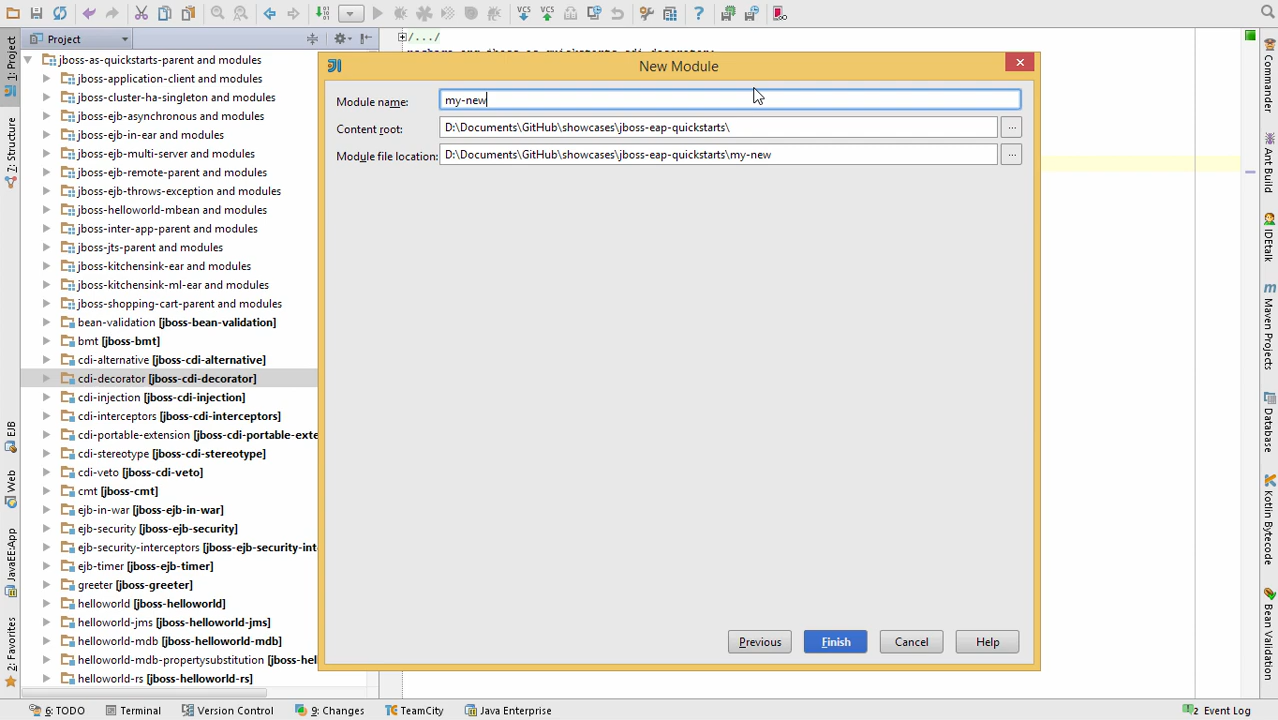 Project
/.../
New Module
Module name:
my-new
Content root:
D:\Documents\GitHub\showcases\jboss-eap-quickstarts\
...
Module file location:
D:\Documents\GitHub\showcases\jboss-eap-quickstarts\my-new
...
jboss-as-quickstarts-parent and modules
jboss-application-client and modules
jboss-cluster-ha-singleton and modules
jboss-ejb-asynchronous and modules
jboss-ejb-in-ear and modules
jboss-ejb-multi-server and modules
jboss-ejb-remote-parent and modules
jboss-ejb-throws-exception and modules
jboss-helloworld-mbean and modules
jboss-inter-app-parent and modules
jboss-jts-parent and modules
jboss-kitchensink-ear and modules
jboss-kitchensink-ml-ear and modules
jboss-shopping-cart-parent and modules
bean-validation [jboss-bean-validation]
bmt [jboss-bmt]
cdi-alternative [jboss-cdi-alternative]
cdi-decorator [jboss-cdi-decorator]
cdi-injection [jboss-cdi-injection]
cdi-interceptors [jboss-cdi-interceptors]
cdi-portable-extension [jboss-cdi-portable-exte
cdi-stereotype [jboss-cdi-stereotype]
cdi-veto [jboss-cdi-veto]
cmt [jboss-cmt]
ejb-in-war [jboss-ejb-in-war]
ejb-security [jboss-ejb-security]
ejb-security-interceptors [jboss-ejb-security-int
ejb-timer [jboss-ejb-timer]
greeter [jboss-greeter]
helloworld [jboss-helloworld]
helloworld-jms [jboss-helloworld-jms]
helloworld-mdb [jboss-helloworld-mdb]
helloworld-mdb-propertysubstitution [jboss-hel
helloworld-rs [jboss-helloworld-rs]
Previous
Finish
Cancel
Help
1: Project
7: Structure
EJB
Web
JavaEE:App
2: Favorites
VCS
VCS
Commander
Ant Build
IDEtalk
Maven Projects
Database
Kotlin Bytecode
Bean Validation
6: TODO
Terminal
Version Control
9: Changes
TeamCity
Java Enterprise
2 Event Log